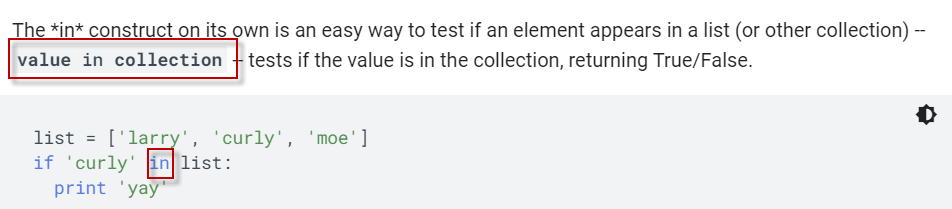 The *in* construct on its own is an easy way to test if an element appears in a list (or other collection) --
value in collection -- tests if the value is in the collection, returning True/False.
list = ['larry', 'curly', 'moe']
if 'curly' in list:
print 'yay'